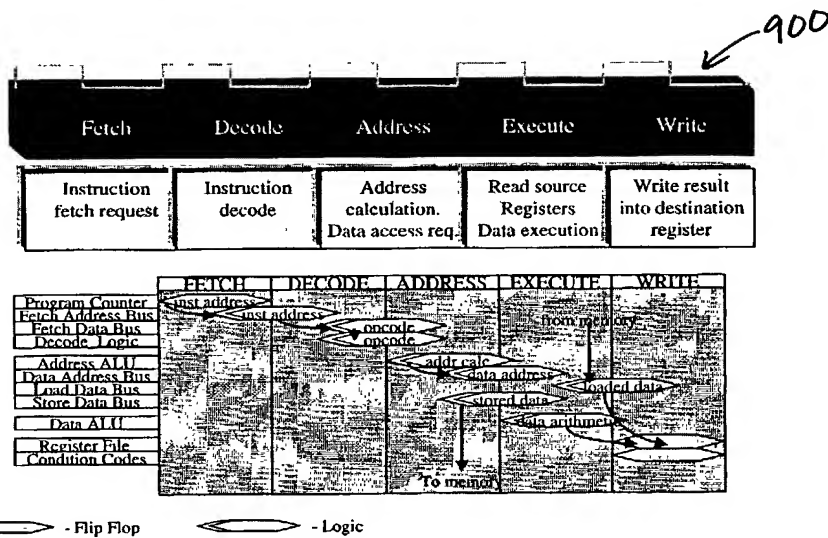 900
Fetch Decode Address Execute Write
Instruction fetch request
Instruction decode
Address calculation. Data access req.
Read source Registers Data execution
Write result into destination register
FETCH DECODE ADDRESS EXECUTE WRITE
Program Counter
inst address
Fetch Address Bus
inst address
Fetch Data Bus
opcode
from memory
Decode Logic
opcode
Address ALU
addr calc
Data Address Bus
data address
Load Data Bus
loaded data
Store Data Bus
stored data
Data ALU
data arithmetic
Register File
Condition Codes
To memory
- Flip Flop
- Logic